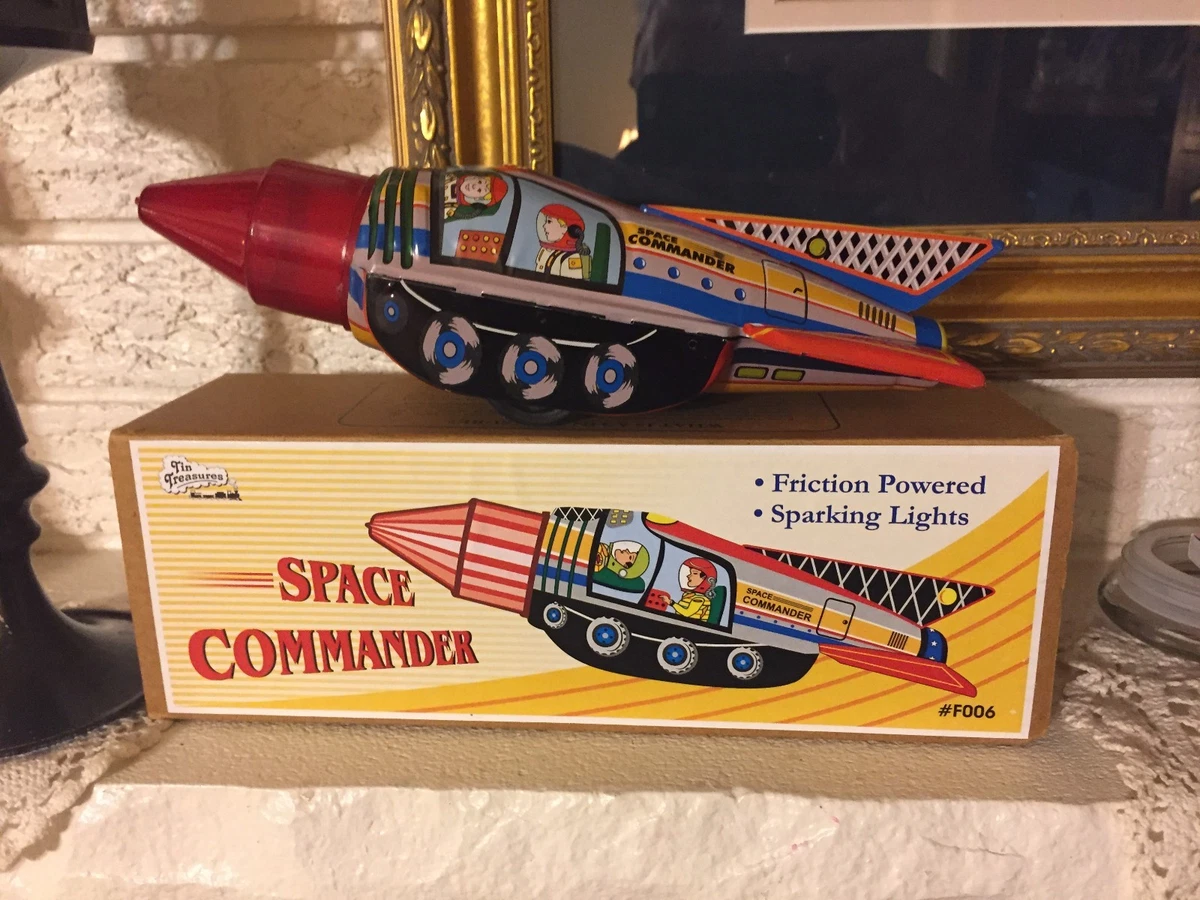 SPACE
COMMANDER
Tin
Treasures
• Friction Powered
• Sparking Lights
SPACE
COMMANDER
SPACE
COMMANDER
#F006